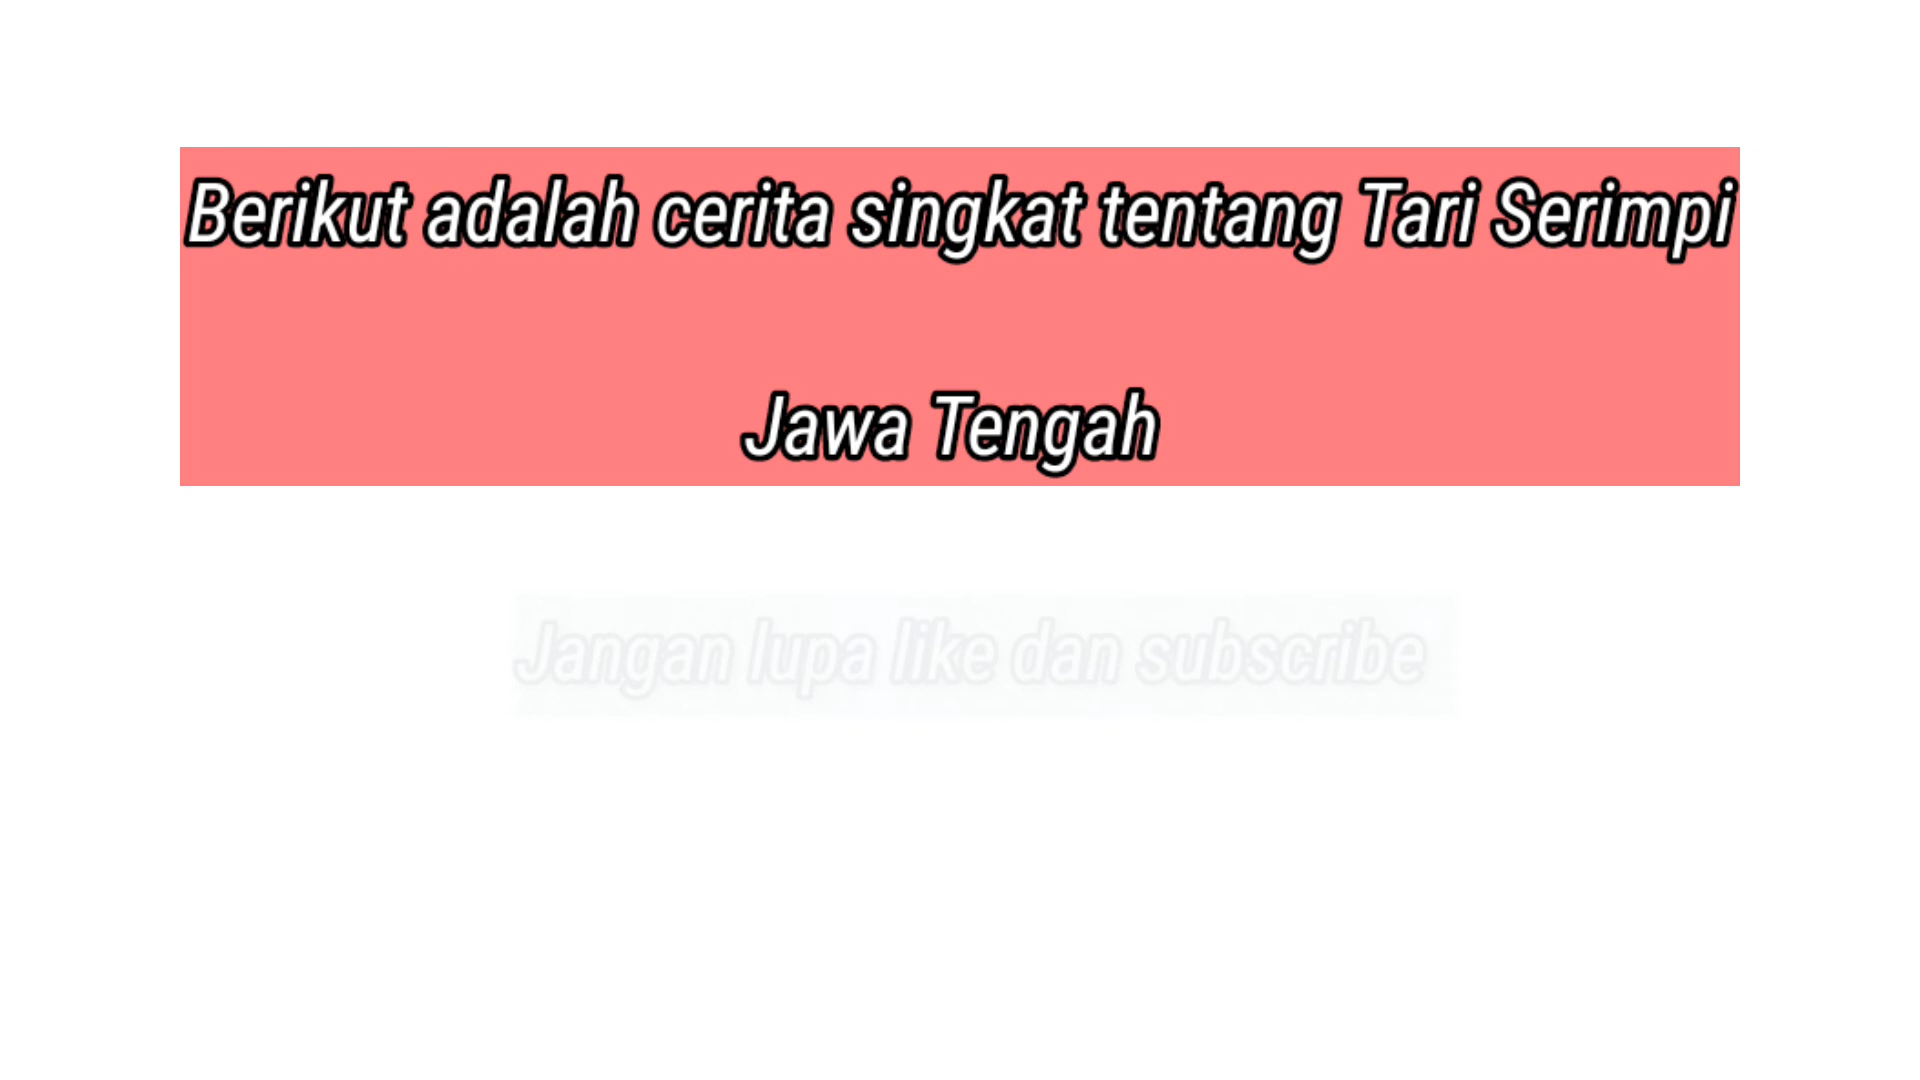 Berikut adalah cerita singkat tentang Tari Serimpi
Jawa Tengah
Jangan lupa like dan subscribe